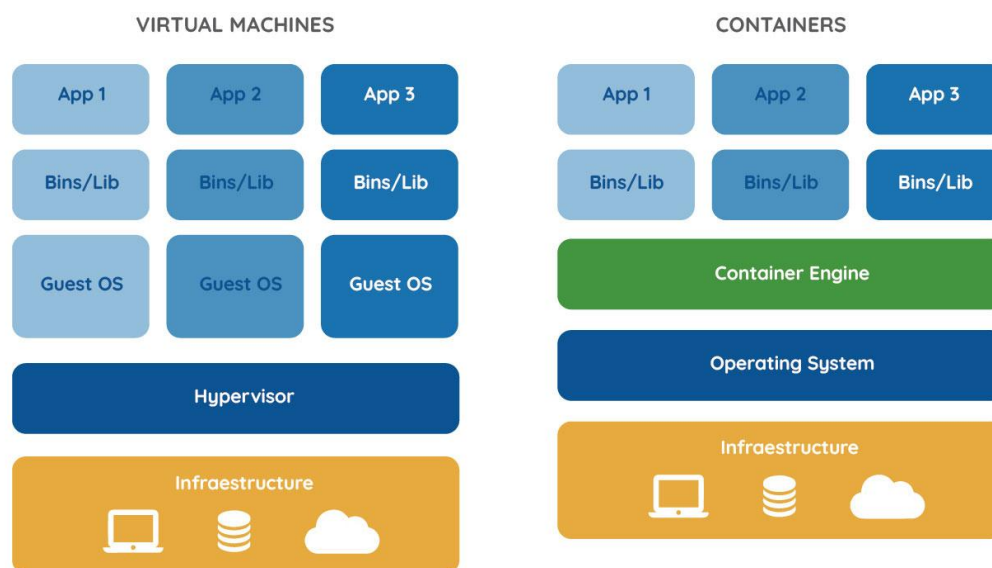 VIRTUAL MACHINES
App 1
App 2
App 3
Bins/Lib
Bins/Lib
Bins/Lib
Guest OS
Guest OS
Guest OS
Hypervisor
Infraestructure
CONTAINERS
App 1
App 2
App 3
Bins/Lib
Bins/Lib
Bins/Lib
Container Engine
Operating System
Infraestructure